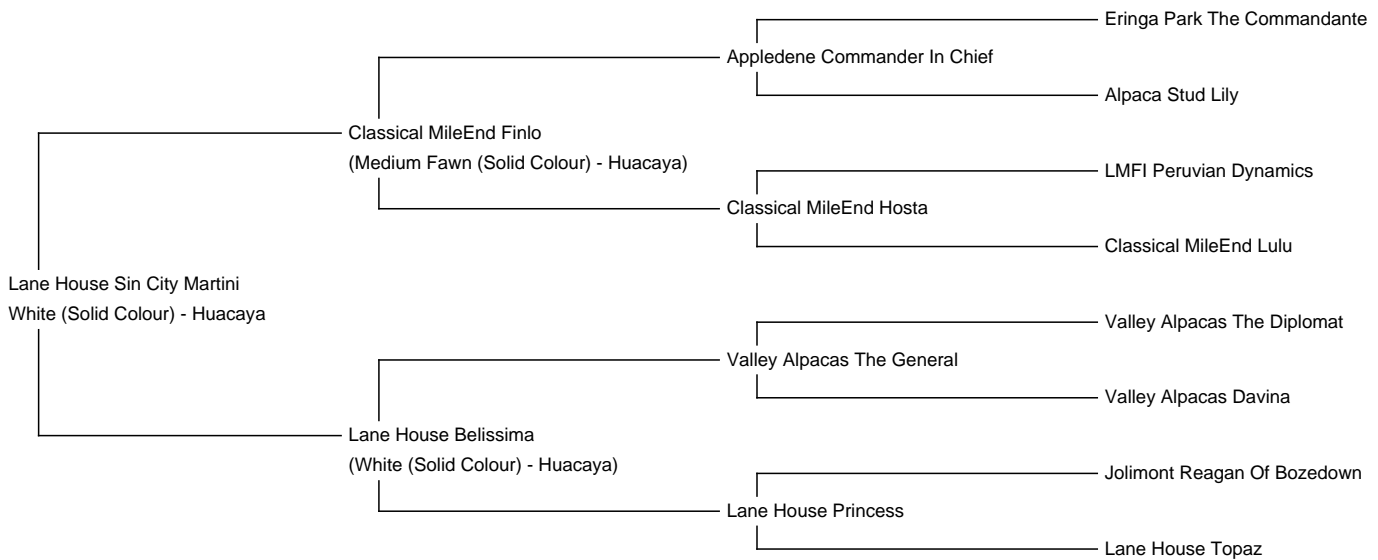 Eringa Park The Commandante
Appledene Commander In Chief
Alpaca Stud Lily
Classical MileEnd Finlo
(Medium Fawn (Solid Colour) - Huacaya)
LMFI Peruvian Dynamics
Classical MileEnd Hosta
Classical MileEnd Lulu
Lane House Sin City Martini
White (Solid Colour) - Huacaya
Valley Alpacas The Diplomat
Valley Alpacas The General
Valley Alpacas Davina
Lane House Belissima
(White (Solid Colour) - Huacaya)
Jolimont Reagan Of Bozedown
Lane House Princess
Lane House Topaz